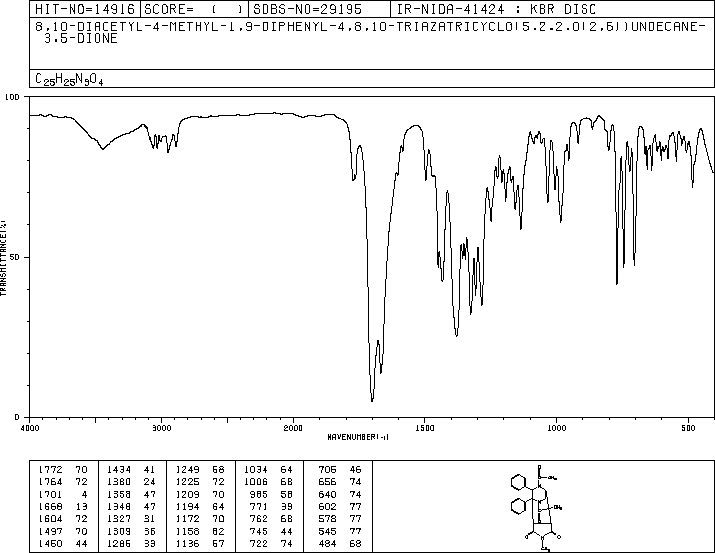 HIT-NO=14916 SCORE= ( ) SDBS-NO=29195 IR-NIDA-41424 : KBR DISC
8,10-DIACETYL-4-METHYL-1,9-DIPHENYL-4,8,10-TRIAZATRICYCLO(5.2.2.0(2,6))UNDECANE-
3,5-DIONE
C25H25N3O4
100
50
0
TRANSMITTANCE(%)
4000 3000 2000 1500 1000 500
WAVENUMBER(-1)
1772 70 1434 41 1249 68 1034 64 705 46
1764 72 1380 24 1225 72 1006 68 656 74
1701 4 1358 47 1209 70 985 58 640 74
1668 13 1348 47 1194 64 771 39 602 77
1604 72 1327 31 1172 70 762 68 578 77
1497 70 1309 36 1158 62 745 44 545 77
1450 44 1286 33 1136 57 722 74 484 68